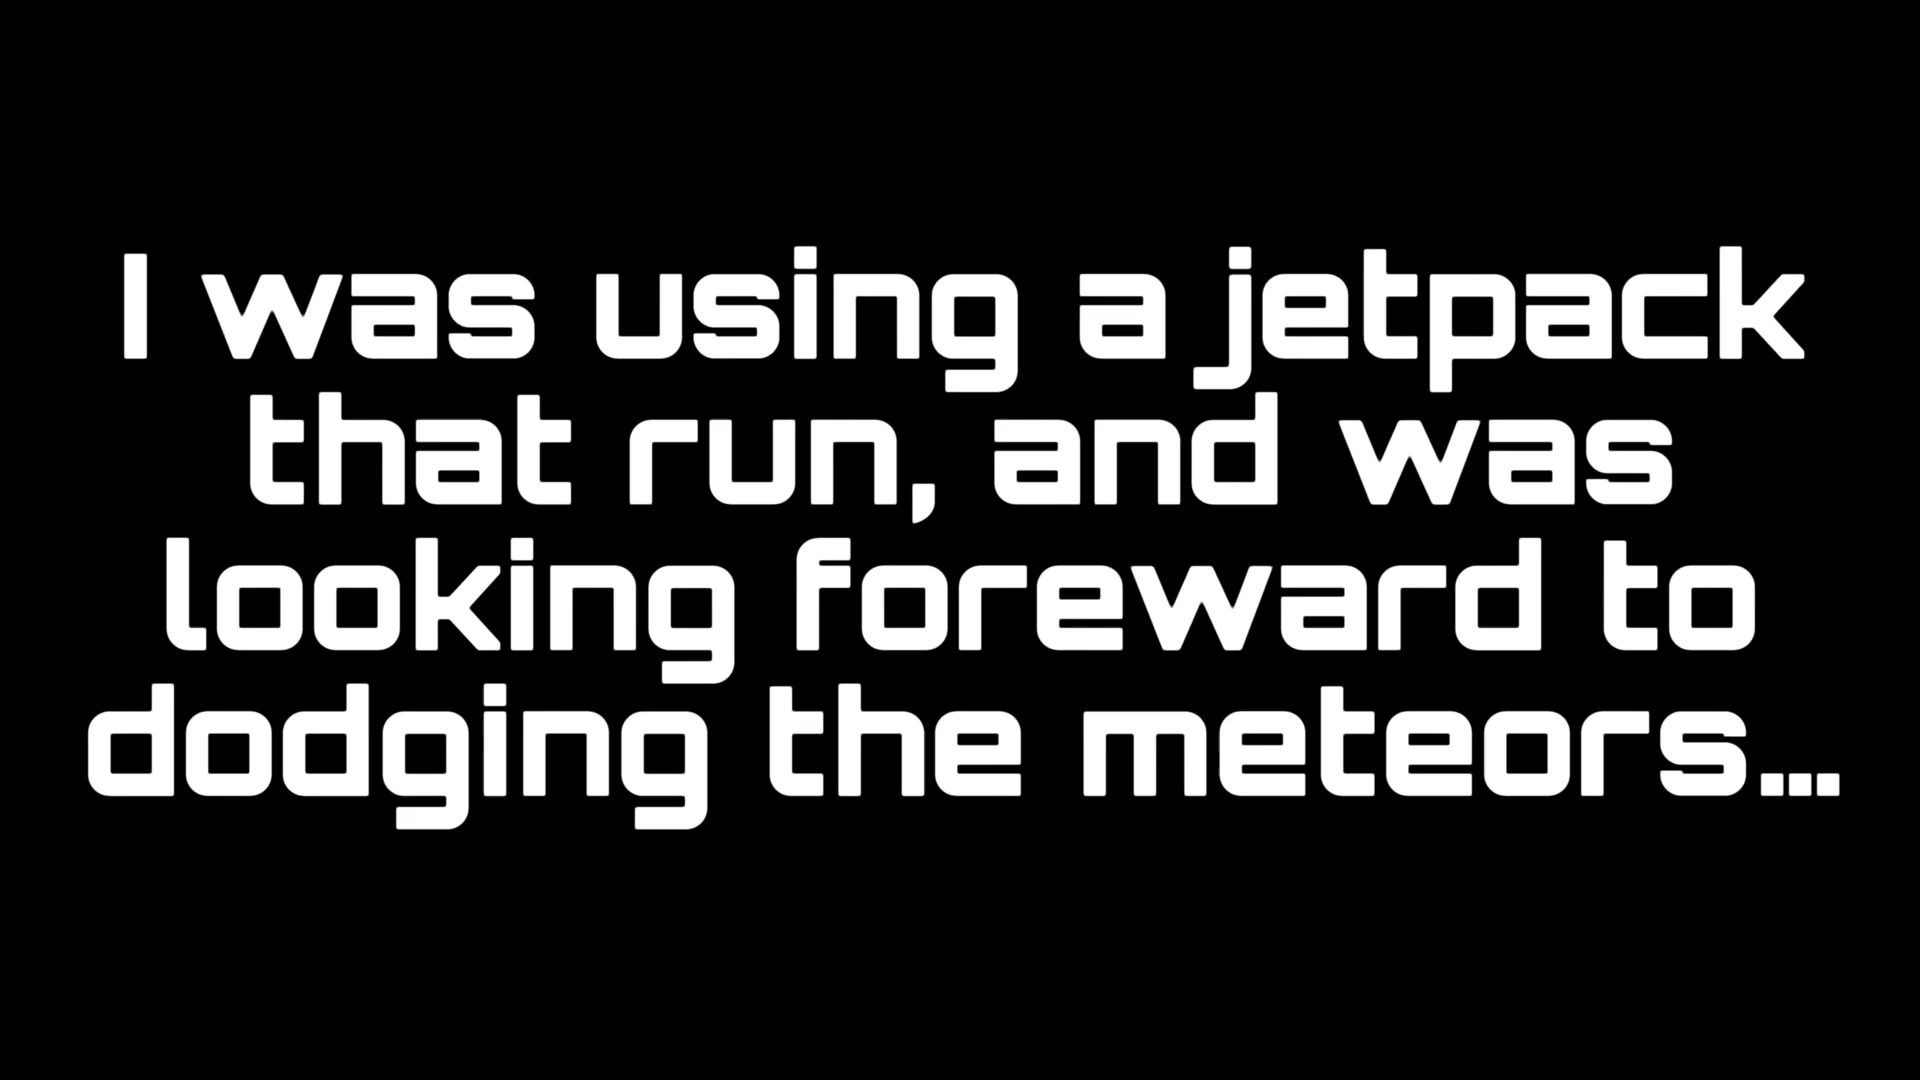 I was using a jetpack
that run, and was
looking foreward to
dodging the meteors...